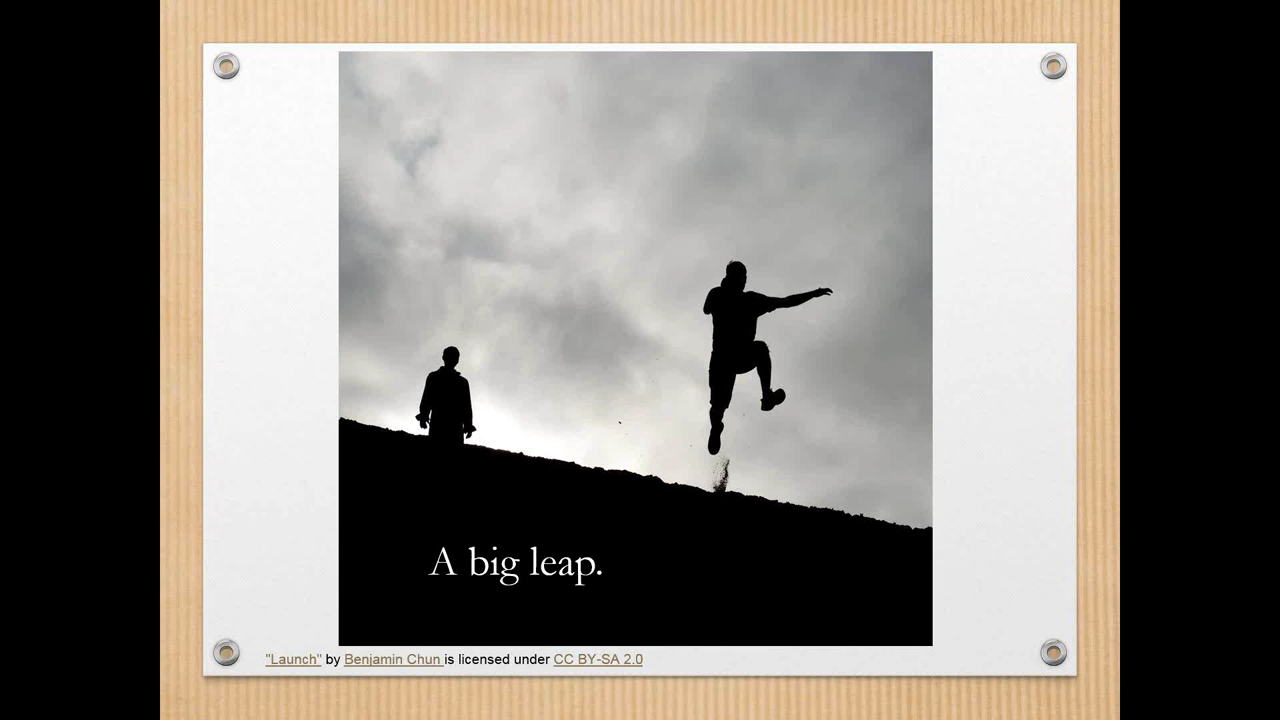 A big leap.
"Launch" by Benjamin Chun is licensed under CC BY-SA 2.0